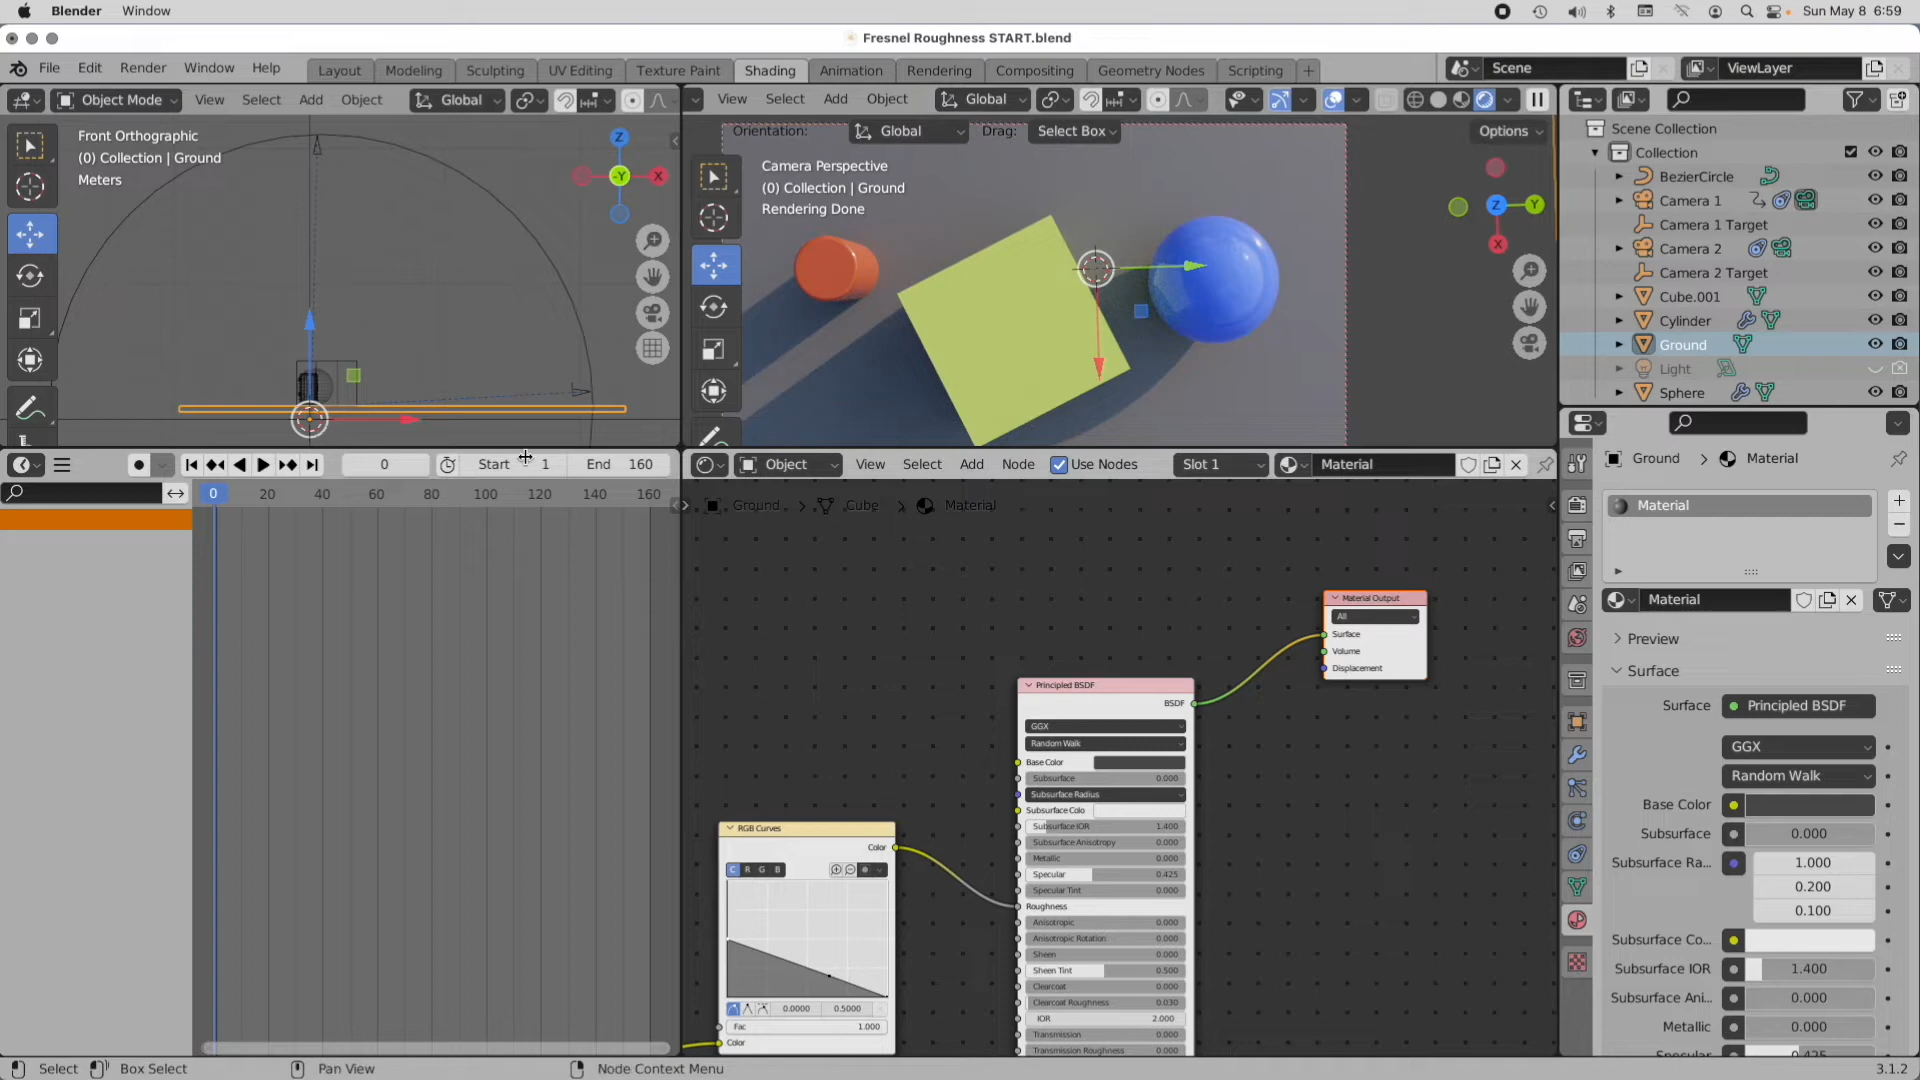 Blender Window Sun May 8 6:59
Fresnel Roughness START.blend
File Edit Render Window Help Layout Modeling Sculpting UV Editing Texture Paint Shading Animation Rendering Compositing Geometry Nodes Scripting + Scene ViewLayer
Object Mode View Select Add Object Global
View Select Add Object Global
Orientation: Global Drag: Select Box Options
Front Orthographic
(0) Collection | Ground
Meters
Z
-Y X
Camera Perspective
(0) Collection | Ground
Rendering Done
Z Y
X
Scene Collection
Collection
BezierCircle
Camera 1
Camera 1 Target
Camera 2
Camera 2 Target
Cube.001
Cylinder
Ground
Light
Sphere
0 Start 1 End 160
0 20 40 60 80 100 120 140 160
Object View Select Add Node Use Nodes Slot 1 Material
Ground > Cube > Material
Material Output
All
Surface
Volume
Displacement
Principled BSDF
BSDF
GGX
Random Walk
Base Color
Subsurface 0.000
Subsurface Radius
Subsurface Colo
Subsurface IOR 1.400
Subsurface Anisotropy 0.000
Metallic 0.000
Specular 0.425
Specular Tint 0.000
Roughness
Anisotropic 0.000
Anisotropic Rotation 0.000
Sheen 0.000
Sheen Tint 0.500
Clearcoat 0.000
Clearcoat Roughness 0.030
IOR 2.000
Transmission 0.000
Transmission Roughness 0.000
RGB Curves
Color
C R G B
0.0000 0.5000
Fac 1.000
Color
Ground > Material
Material
Material
Preview
Surface
Surface Principled BSDF
GGX
Random Walk
Base Color
Subsurface 0.000
Subsurface Ra... 1.000
0.200
0.100
Subsurface Co...
Subsurface IOR 1.400
Subsurface Ani... 0.000
Metallic 0.000
Specular 0.425
Select Box Select Pan View Node Context Menu 3.1.2